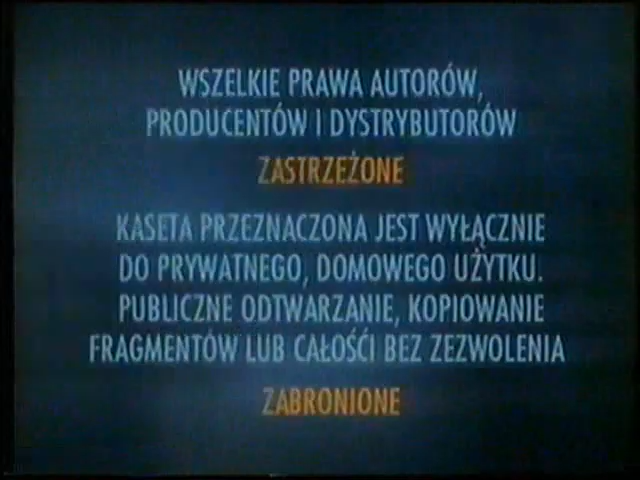 WSZELKIE PRAWA AUTORÓW,
PRODUCENTÓW I DYSTRYBUTORÓW
ZASTRZEŻONE
KASETA PRZEZNACZONA JEST WYŁĄCZNIE
DO PRYWATNEGO, DOMOWEGO UŻYTKU.
PUBLICZNE ODTWARZANIE, KOPIOWANIE
FRAGMENTÓW LUB CAŁOŚĆI BEZ ZEZWOLENIA
ZABRONIONE